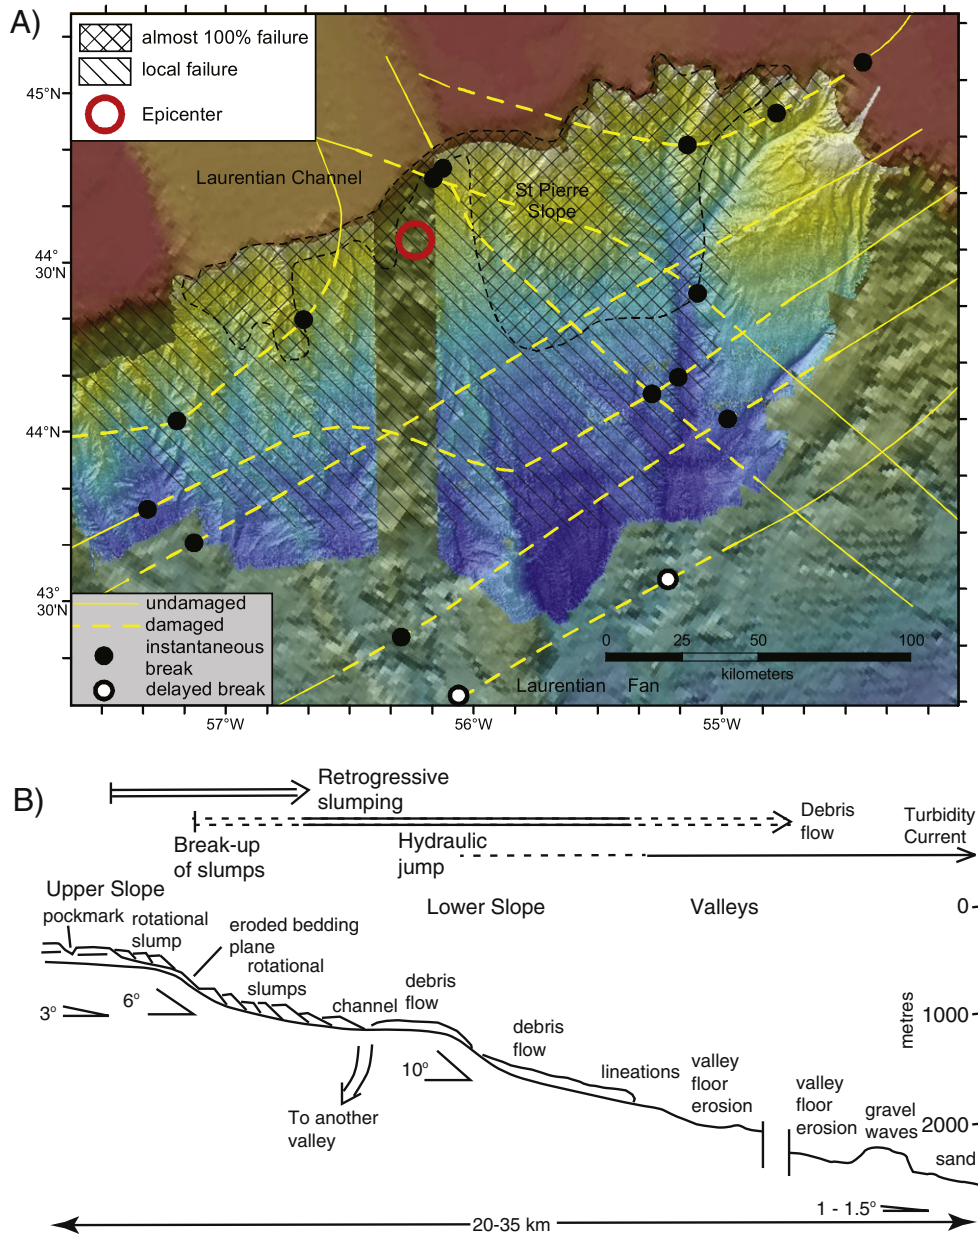 A)
almost 100% failure
local failure
Epicenter
45°N
Laurentian Channel
St Pierre
Slope
44°
30'N
44°N
43°
30'N
undamaged
damaged
instantaneous
break
delayed break
0 25 50 100
kilometers
Laurentian Fan
57°W 56°W 55°W
B)
Retrogressive
slumping
Debris
flow
Turbidity
Current
Break-up
of slumps
Hydraulic
jump
Upper Slope
Lower Slope
Valleys
0
pockmark
rotational
slump
eroded bedding
plane
rotational
slumps
channel
debris
flow
debris
flow
lineations
valley
floor
erosion
valley
floor
erosion
gravel
waves
sand
metres
1000
2000
3°
6°
10°
To another
valley
1 - 1.5°
20-35 km